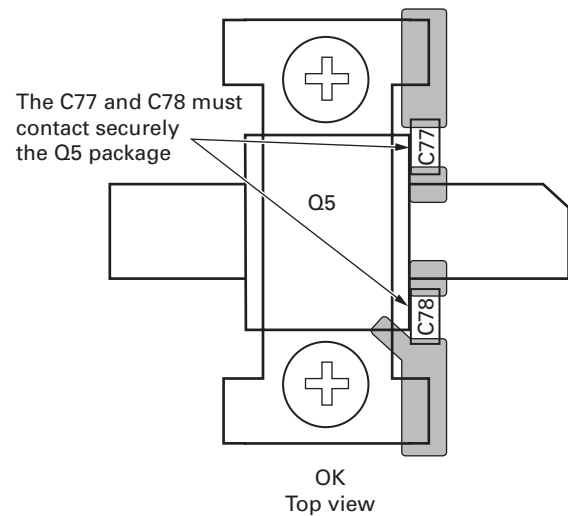 The C77 and C78 must
contact securely
the Q5 package
C77
Q5
C78
OK
Top view